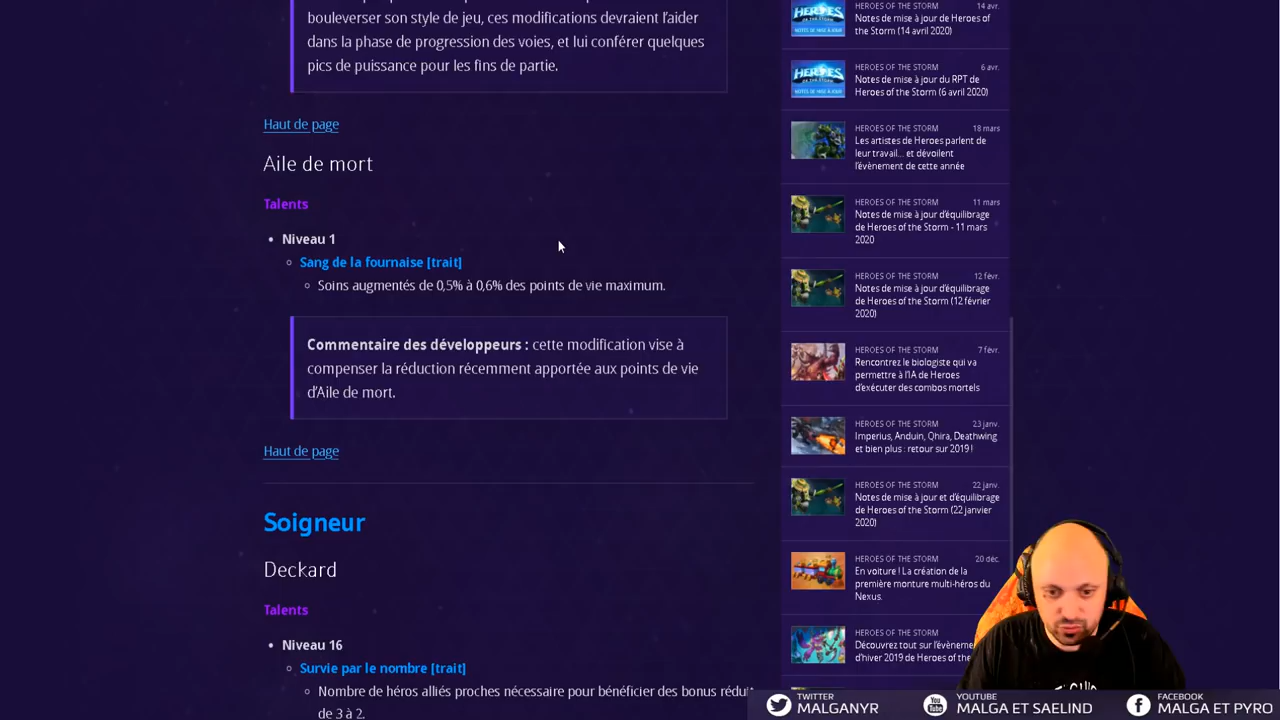 bouleverser son style de jeu, ces modifications devraient l'aider
dans la phase de progression des voies, et lui conférer quelques
pics de puissance pour les fins de partie.
Haut de page
Aile de mort
Talents
• Niveau 1
Sang de la fournaise [trait]
Soins augmentés de 0,5% à 0,6% des points de vie maximum.
Commentaire des développeurs : cette modification vise à
compenser la réduction récemment apportée aux points de vie
d'Aile de mort.
Haut de page
Soigneur
Deckard
Talents
• Niveau 16
Survie par le nombre [trait]
Nombre de héros alliés proches nécessaire pour bénéficier des bonus réduit
de 3 à 2.
HEROES OF THE STORM 14 avr.
Notes de mise à jour de Heroes of
the Storm (14 avril 2020)
HEROES OF THE STORM 6 avr.
Notes de mise à jour du RPT de
Heroes of the Storm (6 avril 2020)
HEROES OF THE STORM 18 mars
Les artistes de Heroes parlent de
leur travail... et dévoilent
l'évènement de cette année
HEROES OF THE STORM 11 mars
Notes de mise à jour d'équilibrage
de Heroes of the Storm - 11 mars
2020
HEROES OF THE STORM 12 févr.
Notes de mise à jour d'équilibrage
de Heroes of the Storm (12 février
2020)
HEROES OF THE STORM 7 févr.
Rencontrez le biologiste qui va
permettre à l'IA de Heroes
d'exécuter des combos mortels
HEROES OF THE STORM 23 janv.
Imperius, Anduin, Qhira, Deathwing
et bien plus : retour sur 2019 !
HEROES OF THE STORM 22 janv.
Notes de mise à jour et d'équilibrage
de Heroes of the Storm (22 janvier
2020)
HEROES OF THE STORM 20 déc.
En voiture ! La création de la
première monture multi-héros du
Nexus.
HEROES OF THE STORM
Découvrez tout sur
d'hiver 2019 de Heroes of the
TWITTER
MALGANYR
YOUTUBE
MALGA ET SAELIND
FACEBOOK
MALGA ET PYRO